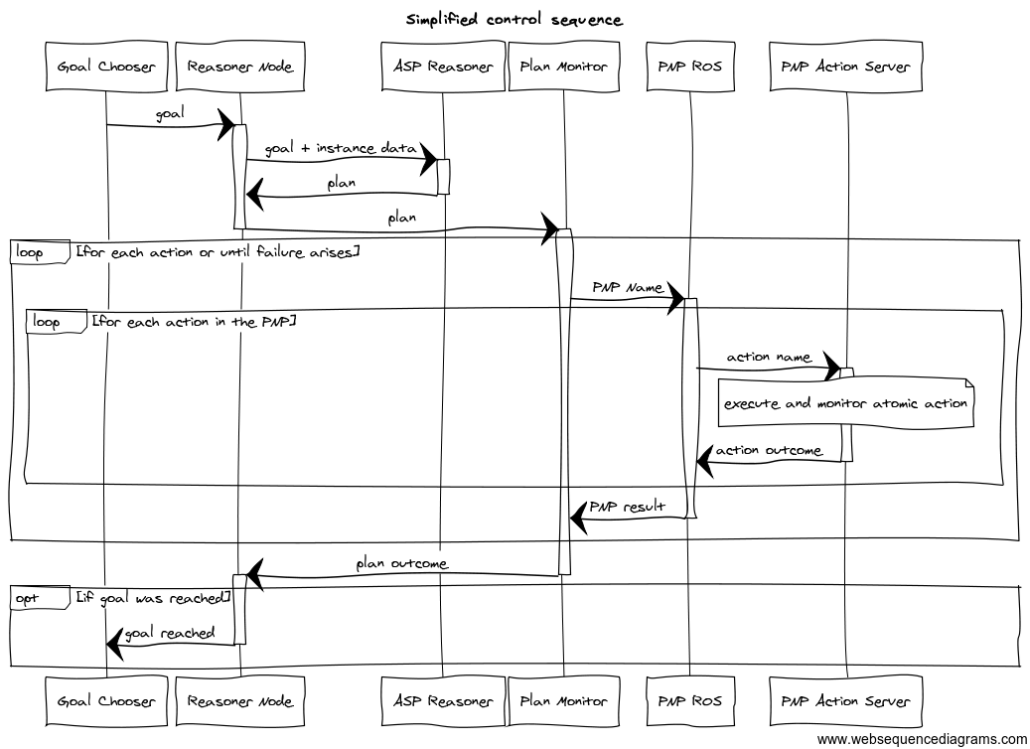 Simplified control sequence
Goal Chooser
Reasoner Node
ASP Reasoner
Plan Monitor
PNP ROS
PNP Action Server
goal
goal + instance data
plan
plan
loop
[for each action or until failure arises]
PNP Name
loop
[for each action in the PNP]
action name
execute and monitor atomic action
action outcome
PNP result
plan outcome
opt
[if goal was reached]
goal reached
Goal Chooser
Reasoner Node
ASP Reasoner
Plan Monitor
PNP ROS
PNP Action Server
www.websequencediagrams.com